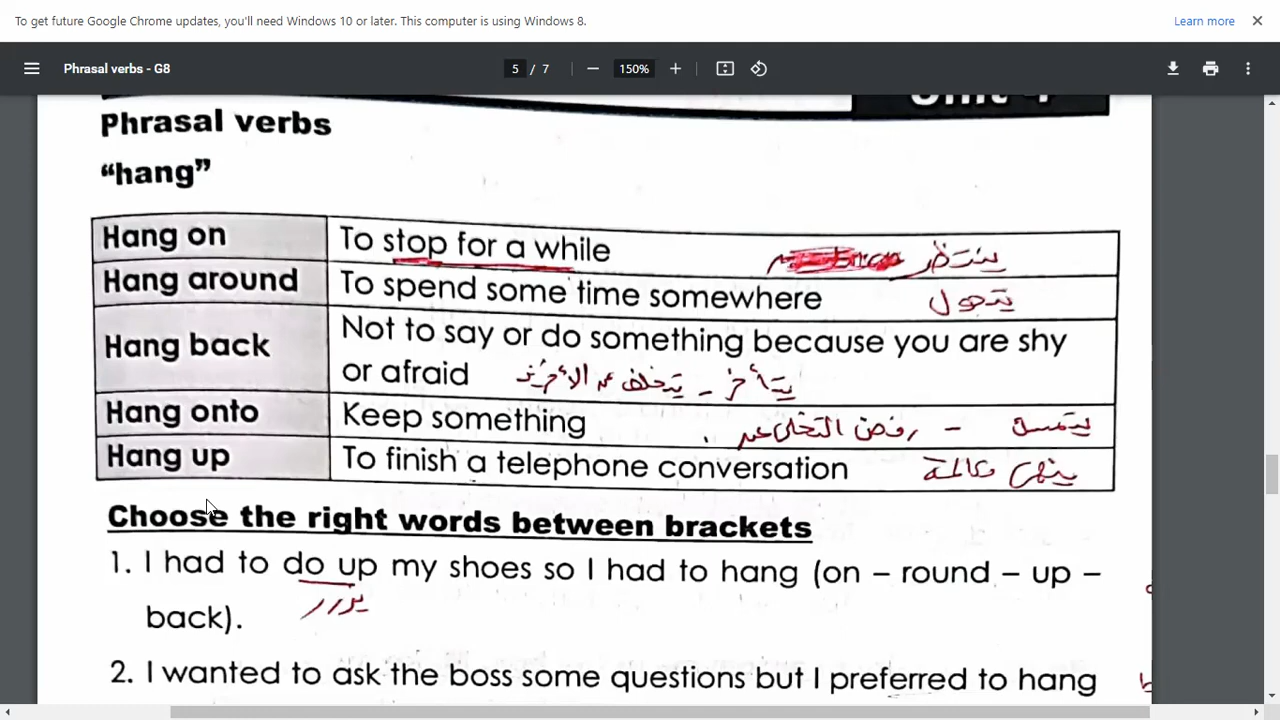 To get future Google Chrome updates, you'll need Windows 10 or later. This computer is using Windows 8.
Learn more
Phrasal verbs - G8
5 / 7
150%
Phrasal verbs
“hang”
Hang on To stop for a while ينتظر
Hang around To spend some time somewhere يتجول
Hang back Not to say or do something because you are shy
or afraid يتأخر - يتخلف عن الآخرين
Hang onto Keep something يتمسك - رفض التخلي عن
Hang up To finish a telephone conversation ينهي مكالمة
Choose the right words between brackets
1. I had to do up my shoes so I had to hang (on – round – up –
back).
2. I wanted to ask the boss some questions but I preferred to hang